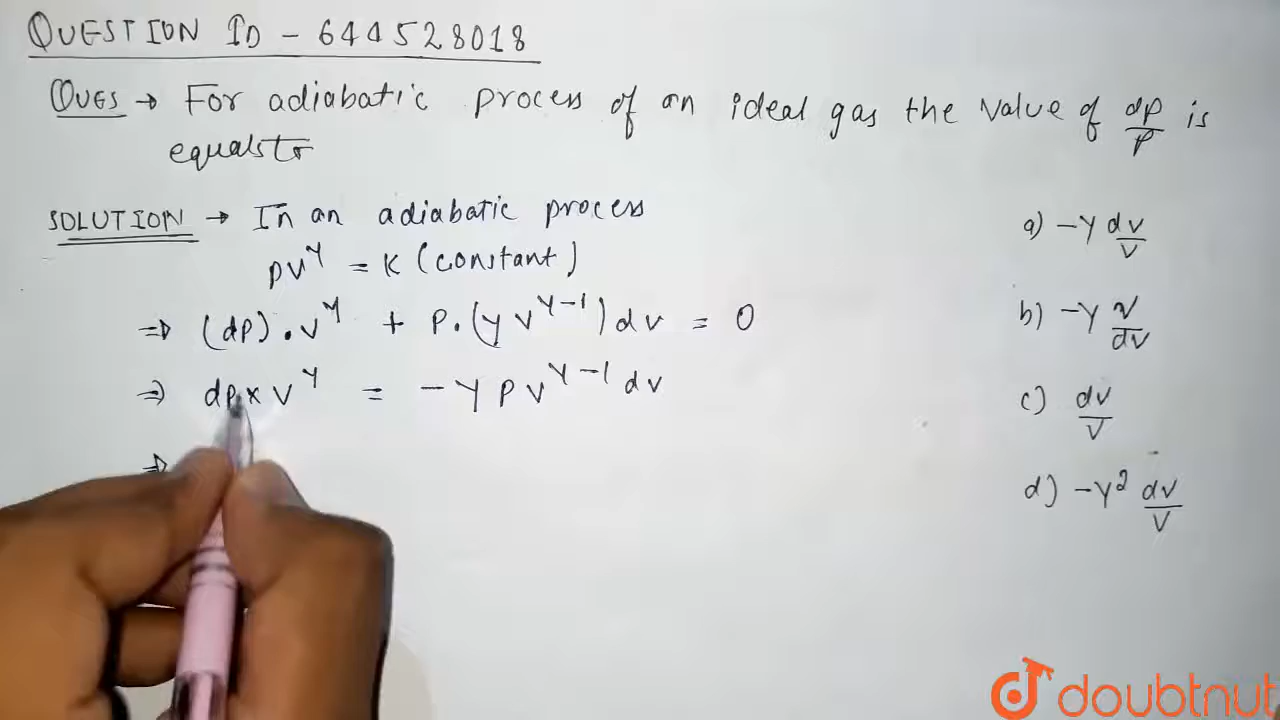 QUESTION ID - 644528018
QUES → For adiabatic process of an ideal gas the value of dp/p is
equals to
SOLUTION → In an adiabatic process
PV^γ = K (constant)
⇒ (dp).V^γ + P.(γV^γ-1)dv = 0
⇒ dp×V^γ = -γPV^γ-1 dv
⇒
a) -γ dv/v
b) -γ v/dv
c) dv/v
d) -γ² dv/v
doubtnut